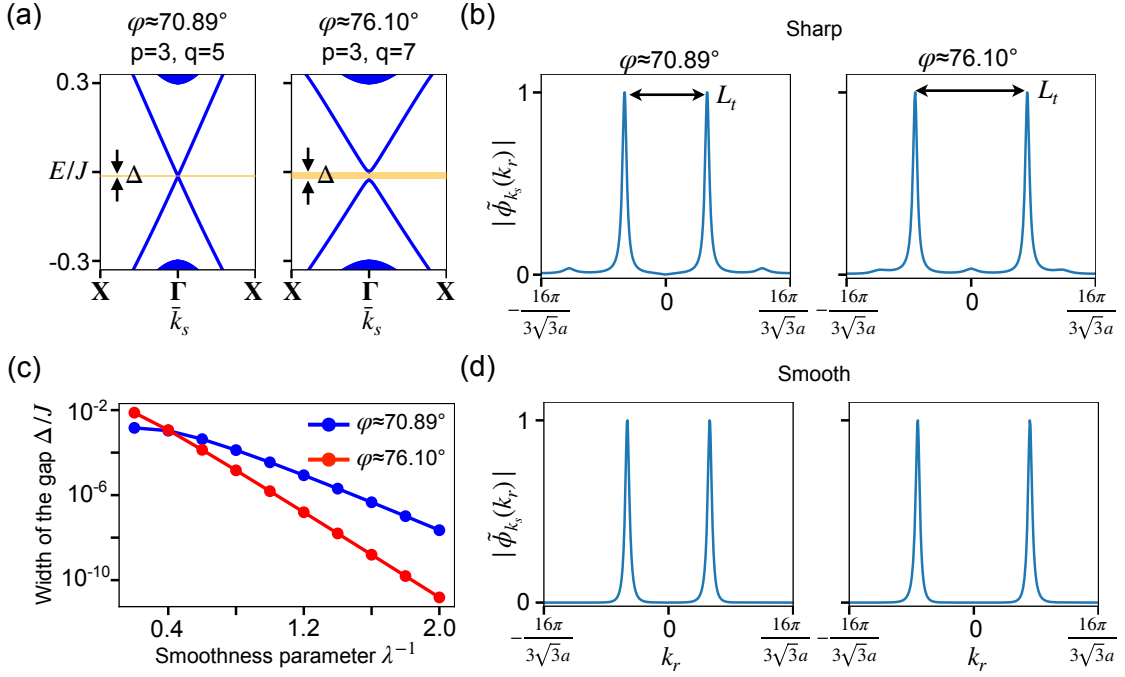 (a)
φ≈70.89°
p=3, q=5
φ≈76.10°
p=3, q=7
0.3
E/J
-0.3
Δ
Δ
X Γ X
X Γ X
k̄ₛ
k̄ₛ
(b)
Sharp
φ≈70.89°
φ≈76.10°
Lₜ
Lₜ
|φ̃ₖₛ(kᵣ)|
1
0
−16π/3√3a 0 16π/3√3a
−16π/3√3a 0 16π/3√3a
(c)
Width of the gap Δ/J
10⁻²
10⁻⁶
10⁻¹⁰
φ≈70.89°
φ≈76.10°
0.4 1.2 2.0
Smoothness parameter λ⁻¹
(d)
Smooth
|φ̃ₖₛ(kᵣ)|
1
0
−16π/3√3a 0 16π/3√3a
−16π/3√3a 0 16π/3√3a
kᵣ
kᵣ